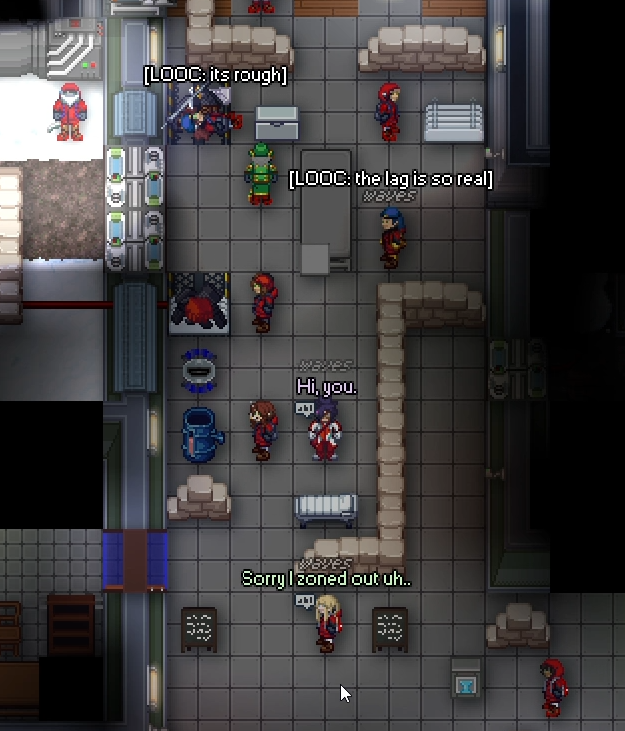 [LOOC: its rough]
[LOOC: the lag is so real]
waves
waves
Hi, you.
waves
Sorry I zoned out uh..